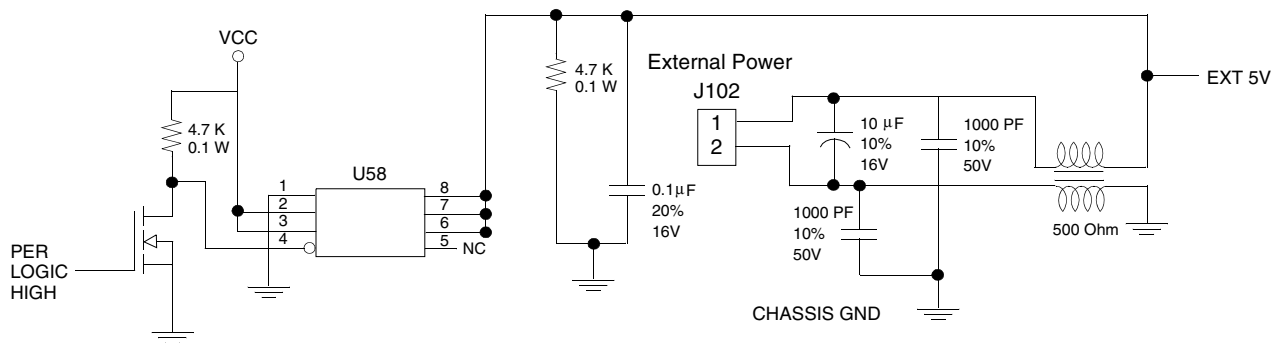 VCC
4.7 K
0.1 W
PER
LOGIC
HIGH
U58
1
2
3
4
8
7
6
5
NC
4.7 K
0.1 W
0.1µF
20%
16V
External Power
J102
1
2
10 µF
10%
16V
1000 PF
10%
50V
1000 PF
10%
50V
CHASSIS GND
500 Ohm
EXT 5V